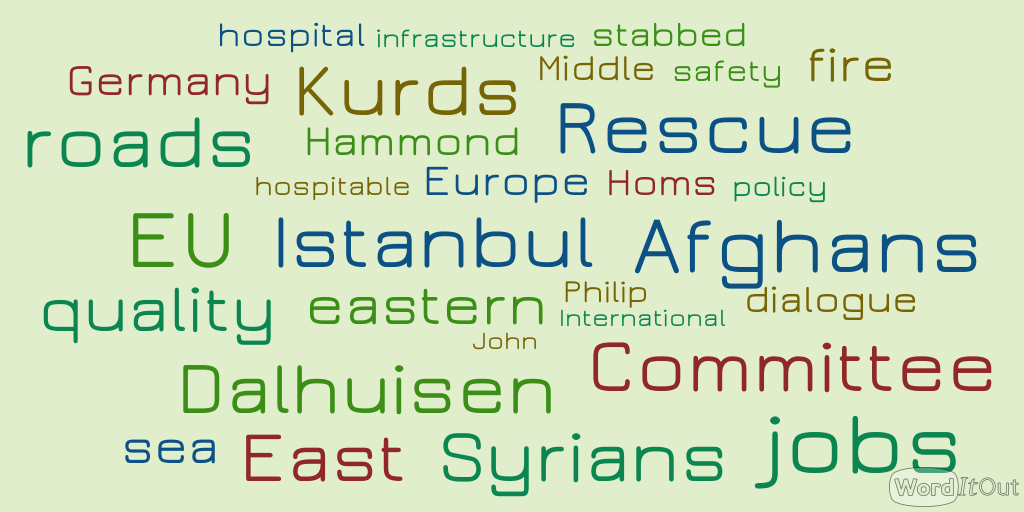 hospital infrastructure stabbed
Germany Kurds Middle safety fire
roads Hammond Rescue
hospitable Europe Homs policy
EU Istanbul Afghans
quality eastern Philip dialogue
International
John
Dalhuisen Committee
sea East Syrians jobs
WordItOut